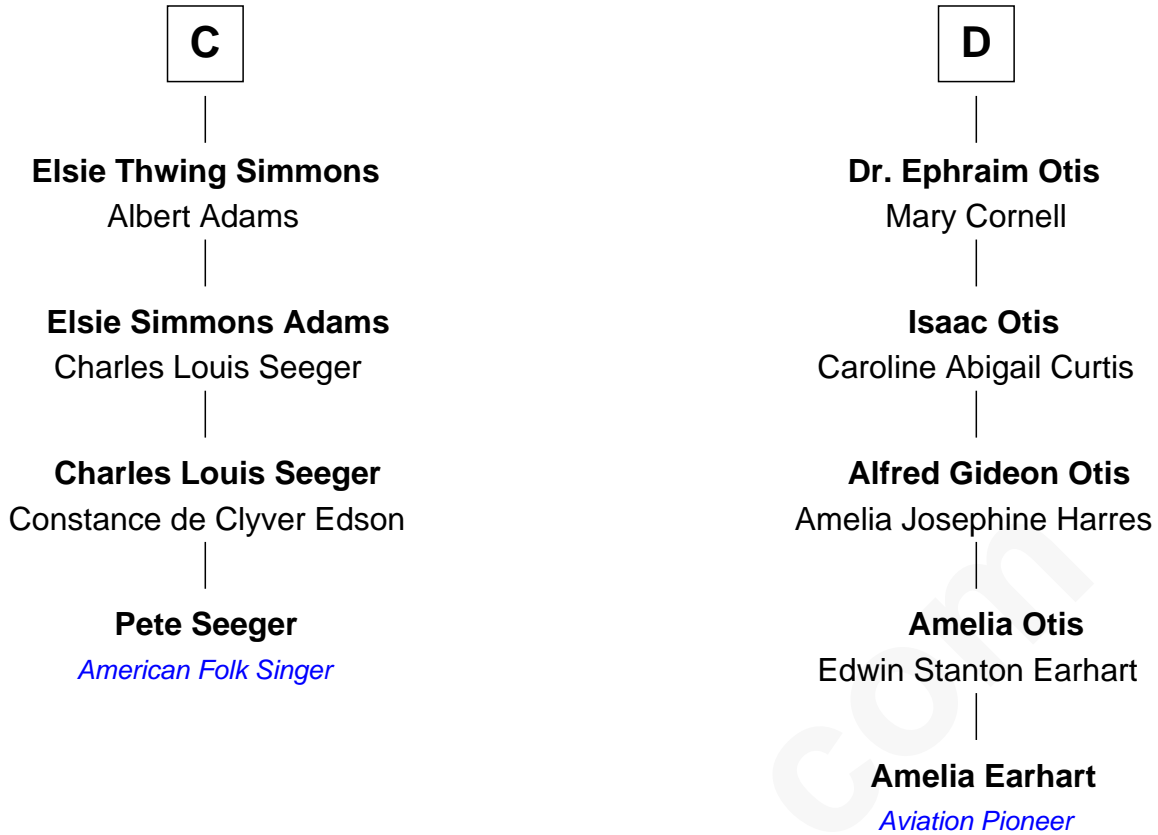 C
Elsie Thwing Simmons
Albert Adams
Elsie Simmons Adams
Charles Louis Seeger
Charles Louis Seeger
Constance de Clyver Edson
Pete Seeger
American Folk Singer
D
Dr. Ephraim Otis
Mary Cornell
Isaac Otis
Caroline Abigail Curtis
Alfred Gideon Otis
Amelia Josephine Harres
Amelia Otis
Edwin Stanton Earhart
Amelia Earhart
Aviation Pioneer
com